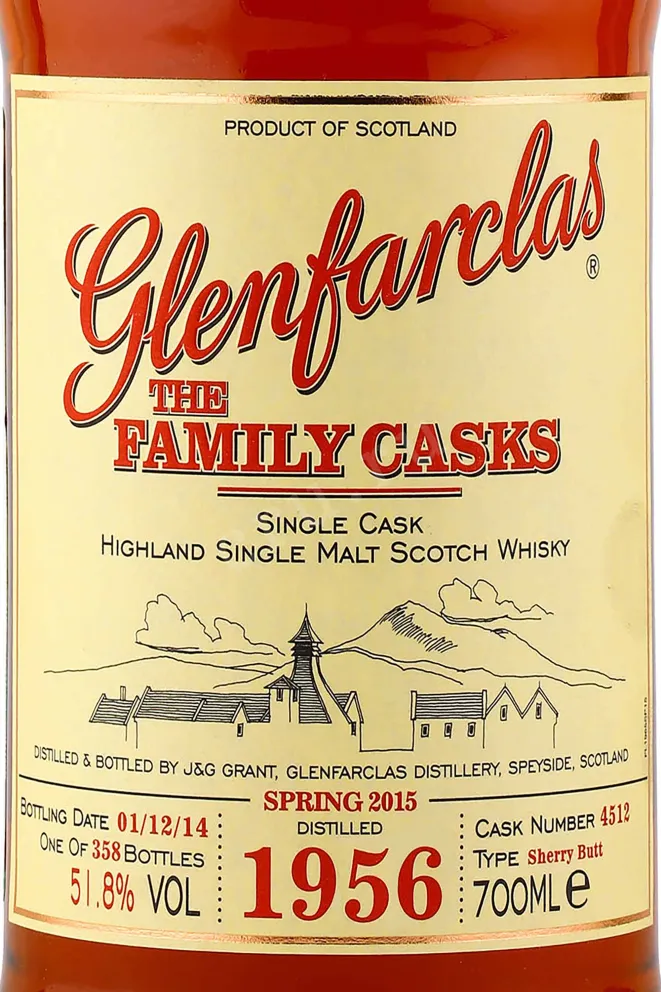 PRODUCT OF SCOTLAND
Glenfarclas ®
THE
FAMILY CASKS
SINGLE CASK
HIGHLAND SINGLE MALT SCOTCH WHISKY
DISTILLED & BOTTLED BY J&G GRANT, GLENFARCLAS DISTILLERY, SPEYSIDE, SCOTLAND
SPRING 2015
BOTTLING DATE 01/12/14
ONE OF 358 BOTTLES
51.8% VOL
DISTILLED
1956
CASK NUMBER 4512
TYPE Sherry Butt
700ML e